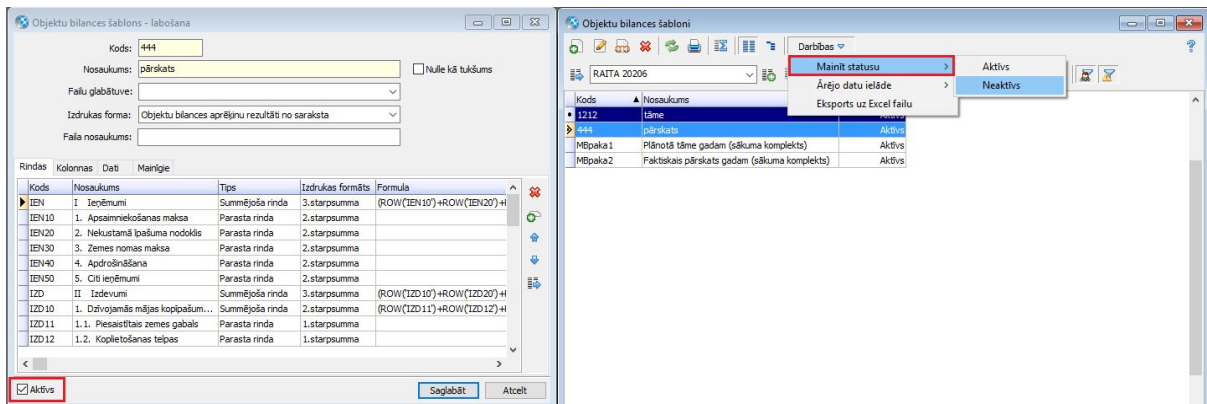 Objektu bilances šablons - labošana
Kods: 444
Nosaukums: pārskats
Nulle kā tukšums
Failu glabātuve:
Izdrukas forma: Objektu bilances aprēķinu rezultāti no saraksta
Faila nosaukums:
Rindas Kolonnas Dati Mainīgie
Kods Nosaukums Tips Izdrukas formāts Formula
IEN I Ieņēmumi Summējoša rinda 3.starpsumma (ROW('IEN10')+ROW('IEN20')+
IEN10 1. Apsaimniekošanas maksa Parasta rinda 2.starpsumma
IEN20 2. Nekustamā īpašuma nodoklis Parasta rinda 2.starpsumma
IEN30 3. Zemes nomas maksa Parasta rinda 2.starpsumma
IEN40 4. Apdrošināšana Parasta rinda 2.starpsumma
IEN50 5. Citi ieņēmumi Parasta rinda 2.starpsumma
IZD II Izdevumi Summējoša rinda 3.starpsumma (ROW('IZD10')+ROW('IZD20')+
IZD10 1. Dzīvojamās mājas kopīpašum... Summējoša rinda 2.starpsumma (ROW('IZD11')+ROW('IZD12')+
IZD11 1.1. Piesaistītais zemes gabals Parasta rinda 1.starpsumma
IZD12 1.2. Koplietošanas telpas Parasta rinda 1.starpsumma
Aktīvs
Saglabāt Atcelt
Objektu bilances šabloni
Darbības
RAITA 20206
Mainīt statusu
Ārējo datu ielāde
Eksports uz Excel failu
Aktīvs
Neaktīvs
Kods Nosaukums
1212 tāme Aktīvs
444 pārskats Aktīvs
MBpaka1 Plānotā tāme gadam (sākuma komplekts) Aktīvs
MBpaka2 Faktiskais pārskats gadam (sākuma komplekts) Aktīvs